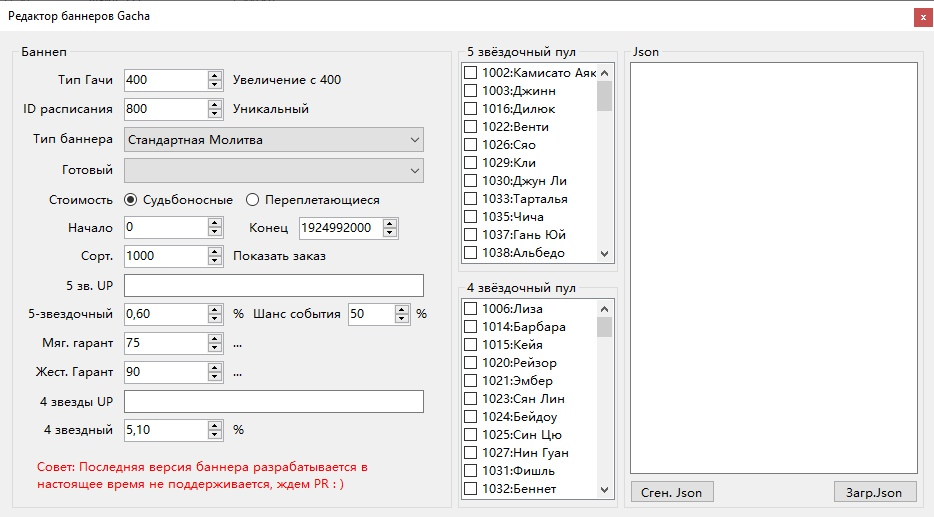 Редактор баннеров Gacha
x
Баннеп
Тип Гачи 400 Увеличение с 400
ID расписания 800 Уникальный
Тип баннера Стандартная Молитва
Готовый
Стоимость Судьбоносные Переплетающиеся
Начало 0 Конец 1924992000
Сорт. 1000 Показать заказ
5 зв. UP
5-звездочный 0,60 % Шанс события 50 %
Мяг. гарант 75 ...
Жест. Гарант 90 ...
4 звезды UP
4 звездный 5,10 %
Совет: Последняя версия баннера разрабатывается в
настоящее время не поддерживается, ждем PR : )
5 звёздочный пул
1002:Камисато Аяк
1003:Джинн
1016:Дилюк
1022:Венти
1026:Сяо
1029:Кли
1030:Джун Ли
1033:Тарталья
1035:Чича
1037:Гань Юй
1038:Альбедо
4 звёздочный пул
1006:Лиза
1014:Барбара
1015:Кейя
1020:Рейзор
1021:Эмбер
1023:Сян Лин
1024:Бейдоу
1025:Син Цю
1027:Нин Гуан
1031:Фишль
1032:Беннет
Json
Сген. Json
Загр.Json